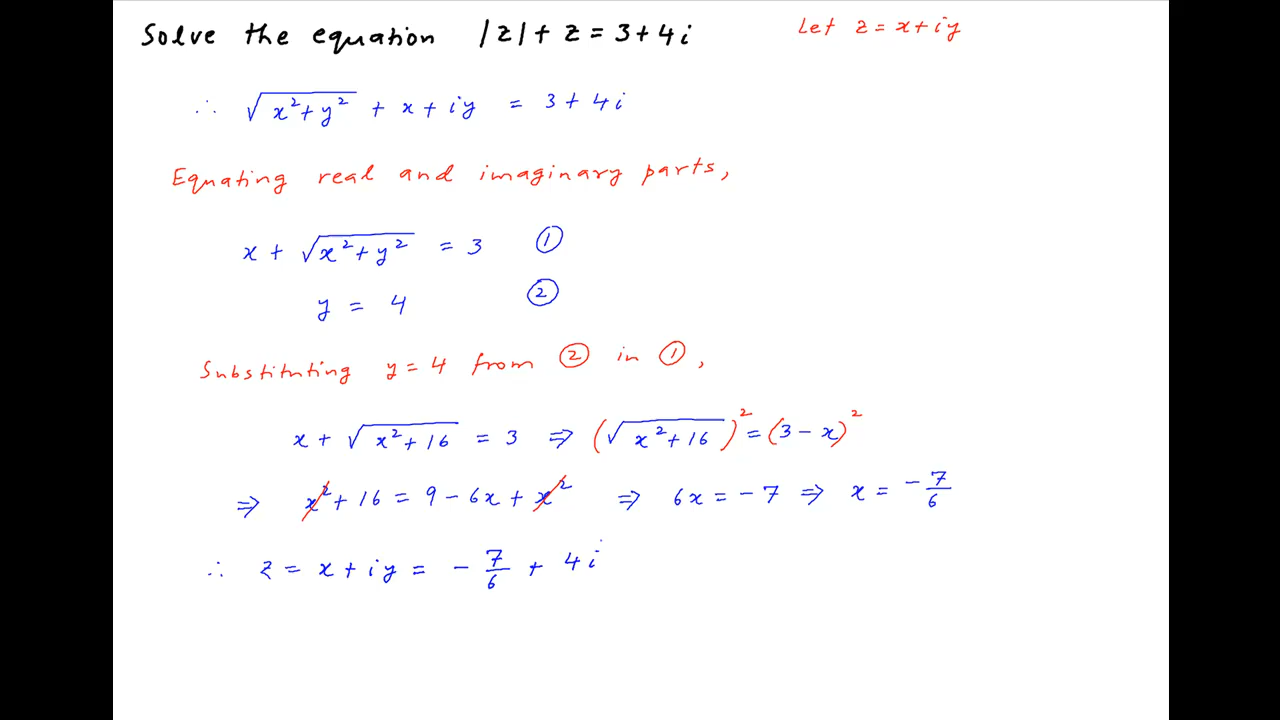 Solve the equation |z| + z = 3 + 4i
Let z = x + iy
∴ √(x² + y²) + x + iy = 3 + 4i
Equating real and imaginary parts,
x + √(x² + y²) = 3 ①
y = 4 ②
Substituting y = 4 from ② in ①,
x + √(x² + 16) = 3 ⇒ (√(x² + 16))² = (3 − x)²
⇒ x² + 16 = 9 − 6x + x² ⇒ 6x = −7 ⇒ x = −7/6
∴ z = x + iy = −7/6 + 4i